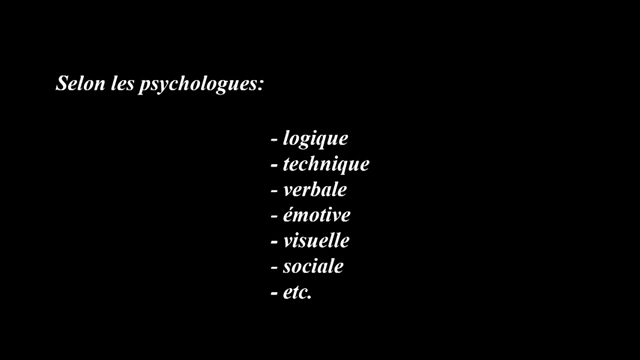 Selon les psychologues:
- logique
- technique
- verbale
- émotive
- visuelle
- sociale
- etc.